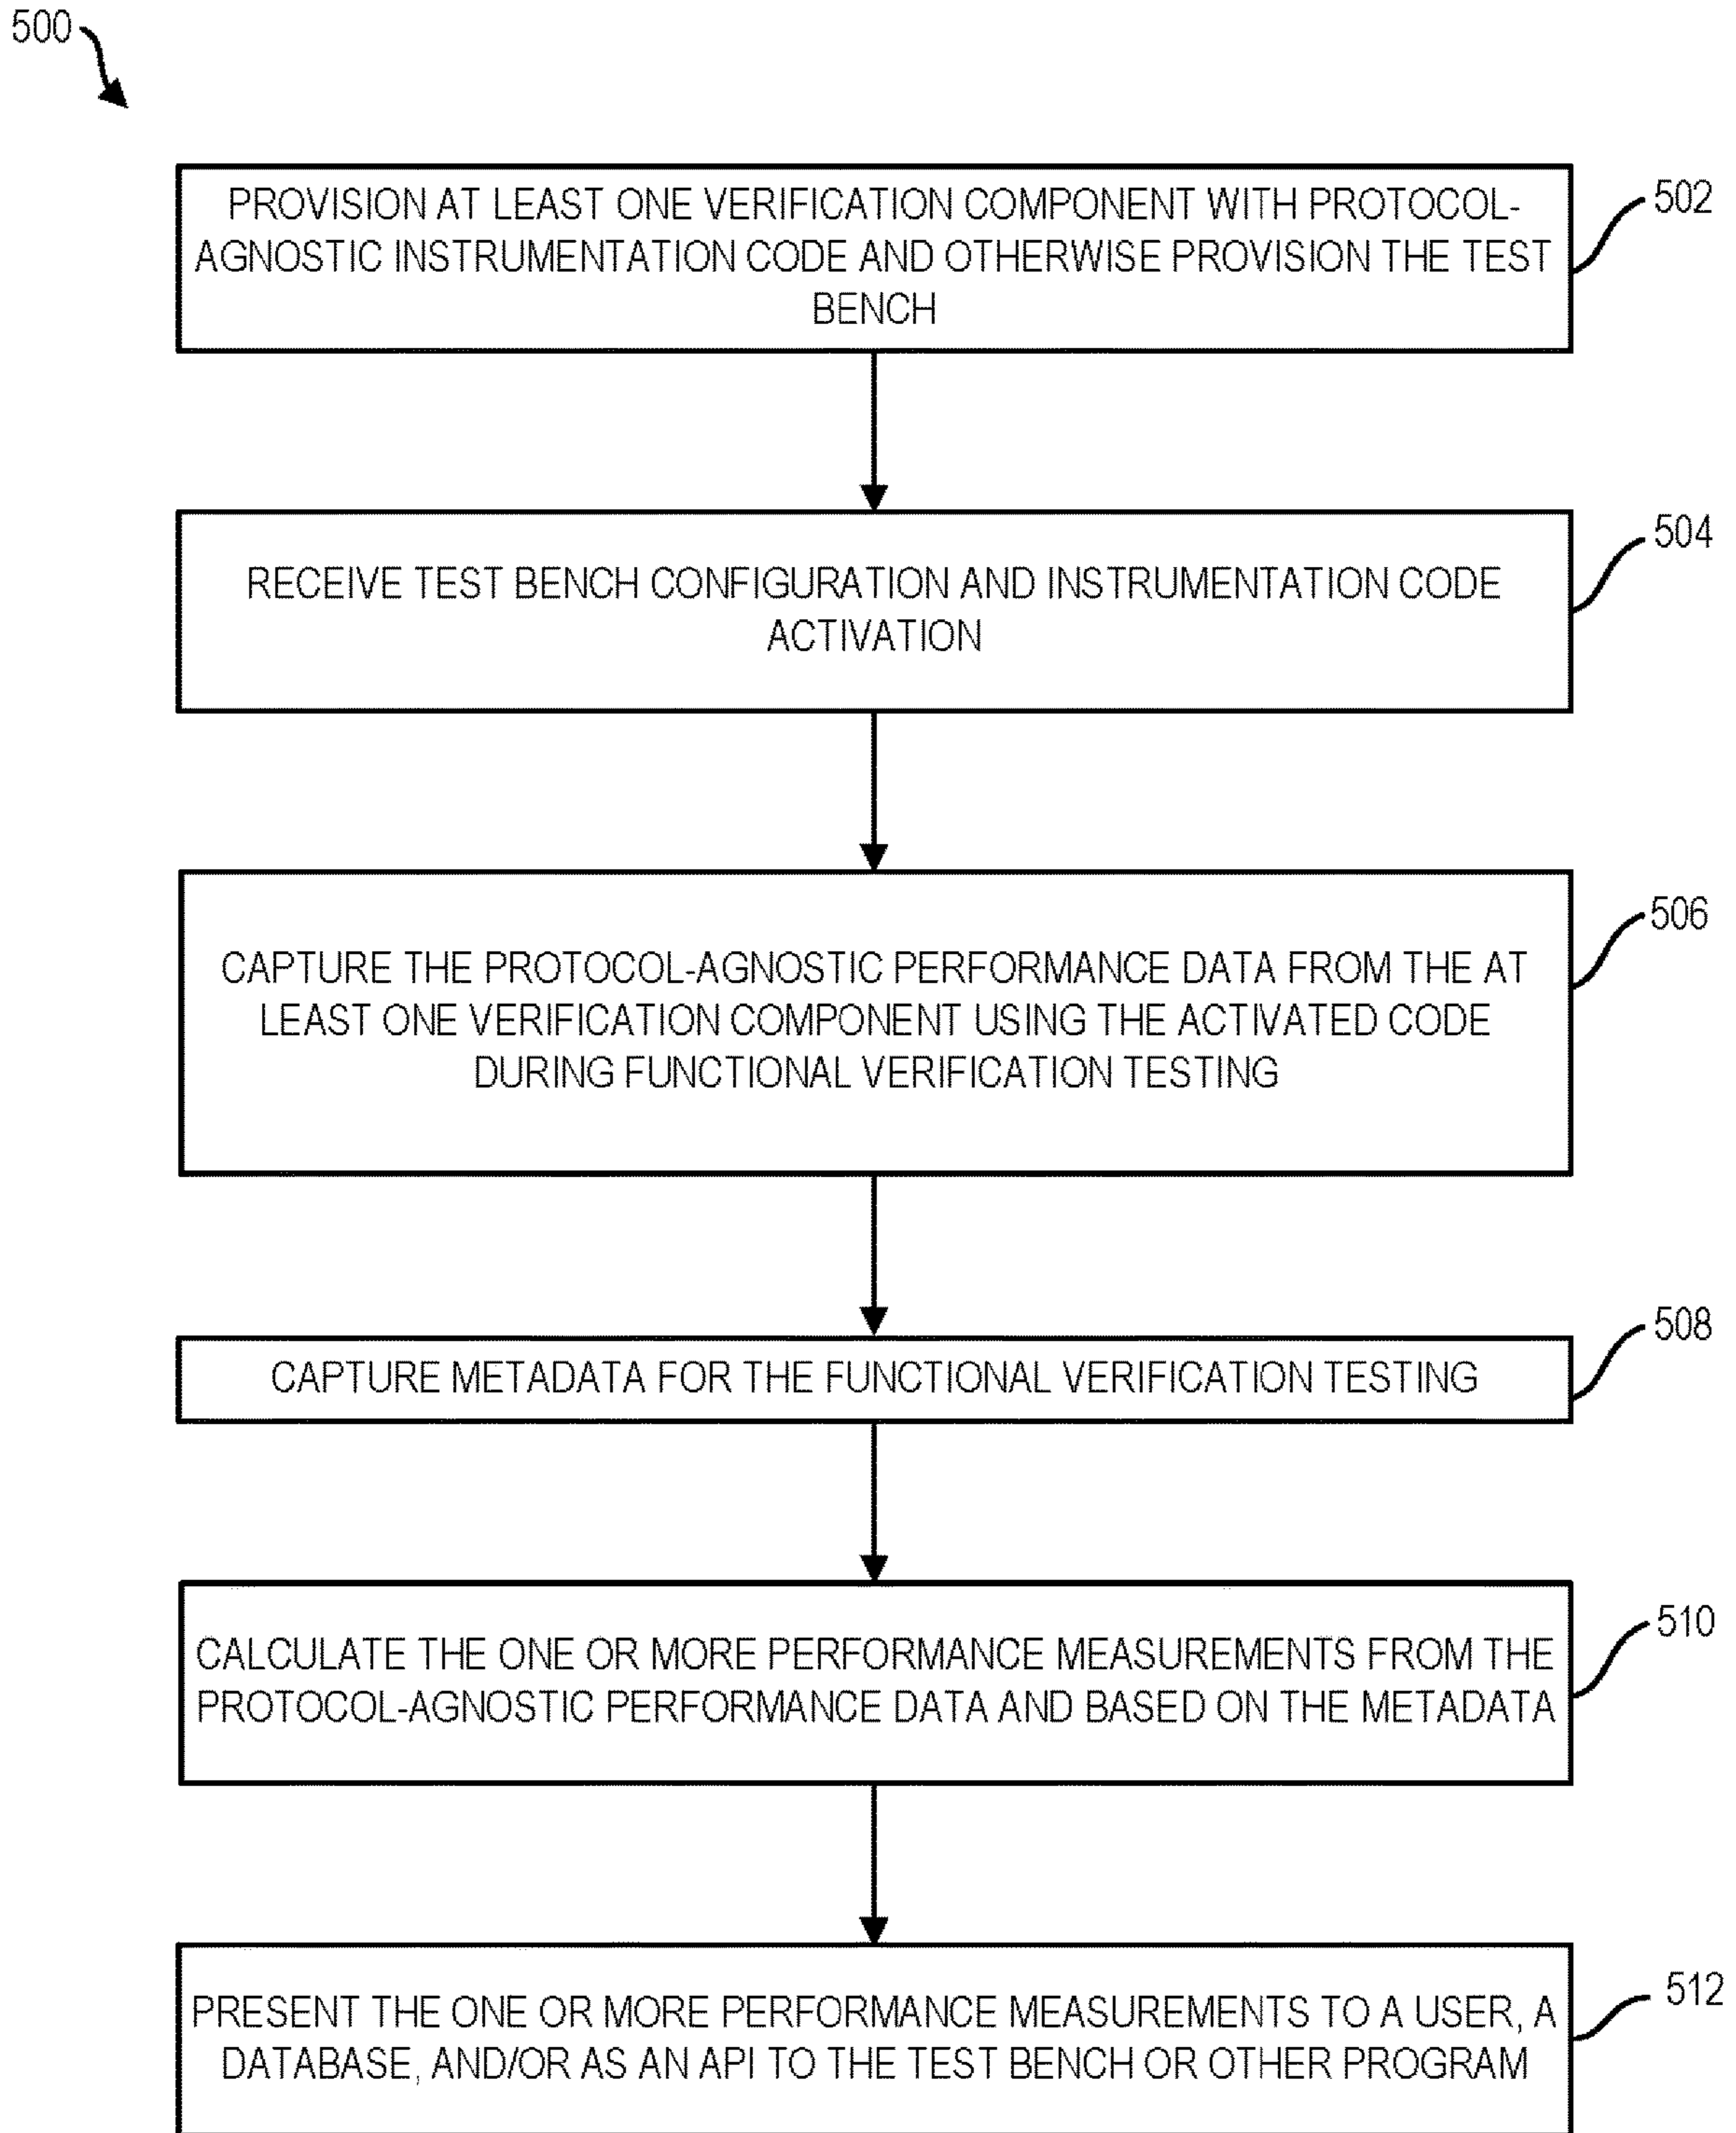 500
PROVISION AT LEAST ONE VERIFICATION COMPONENT WITH PROTOCOL-
AGNOSTIC INSTRUMENTATION CODE AND OTHERWISE PROVISION THE TEST
BENCH
502
RECEIVE TEST BENCH CONFIGURATION AND INSTRUMENTATION CODE
ACTIVATION
504
CAPTURE THE PROTOCOL-AGNOSTIC PERFORMANCE DATA FROM THE AT
LEAST ONE VERIFICATION COMPONENT USING THE ACTIVATED CODE
DURING FUNCTIONAL VERIFICATION TESTING
506
CAPTURE METADATA FOR THE FUNCTIONAL VERIFICATION TESTING
508
CALCULATE THE ONE OR MORE PERFORMANCE MEASUREMENTS FROM THE
PROTOCOL-AGNOSTIC PERFORMANCE DATA AND BASED ON THE METADATA
510
PRESENT THE ONE OR MORE PERFORMANCE MEASUREMENTS TO A USER, A
DATABASE, AND/OR AS AN API TO THE TEST BENCH OR OTHER PROGRAM
512